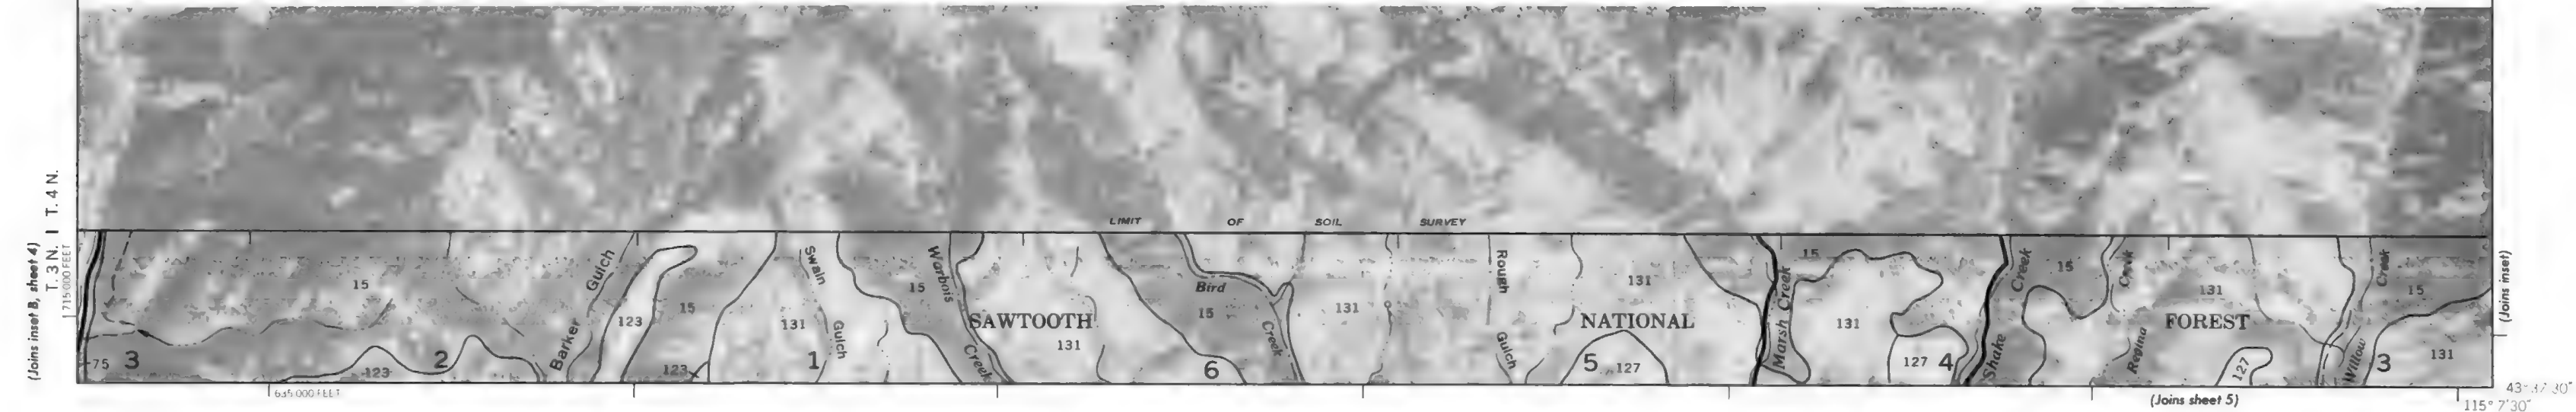 LIMIT OF SOIL SURVEY
(Joins inset B, sheet 4)
T. 3 N. | T. 4 N.
715 000 FEET
15
Barker Gulch
123
15
131
Swain Gulch
15
Warbois Creek
SAWTOOTH
131
Bird Creek
15
131
Rough Gulch
131
NATIONAL
Marsh Creek
15
131
Shake Creek
15
Regina Creek
131
FOREST
Willow Creek
15
131
(Joins inset)
75
3
123
2
123
1
6
5
127
127
4
127
3
635 000 FEET
(Joins sheet 5)
43° 37' 30"
115° 7' 30"